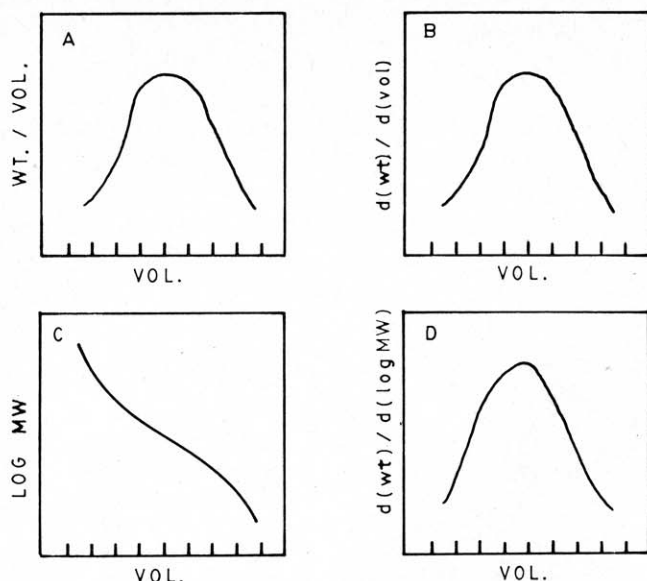 A
WT. / VOL.
VOL.
B
d(wt) / d(vol)
VOL.
C
LOG MW
VOL.
D
d(wt) / d(log MW)
VOL.